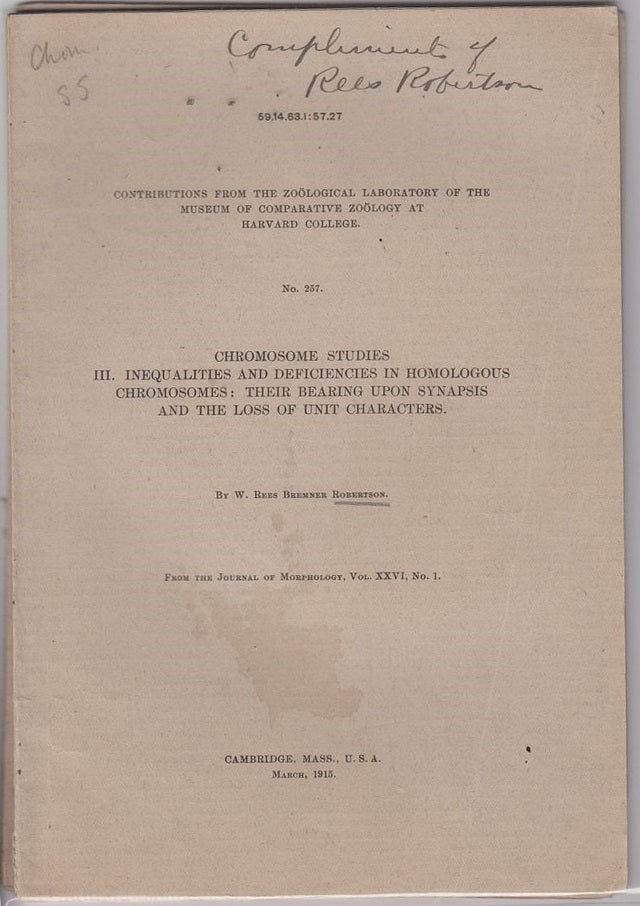 Chrom.
85
Compliments of
Rees Robertson
59.14.63.1:57.27
CONTRIBUTIONS FROM THE ZOÖLOGICAL LABORATORY OF THE
MUSEUM OF COMPARATIVE ZOÖLOGY AT
HARVARD COLLEGE.
No. 257.
CHROMOSOME STUDIES
III. INEQUALITIES AND DEFICIENCIES IN HOMOLOGOUS
CHROMOSOMES: THEIR BEARING UPON SYNAPSIS
AND THE LOSS OF UNIT CHARACTERS.
By W. Rees Bremner Robertson.
From the Journal of Morphology, Vol. XXVI, No. 1.
CAMBRIDGE, MASS., U. S. A.
March, 1915.